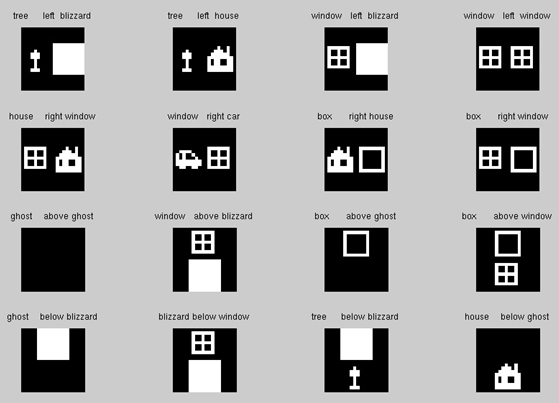 tree left blizzard
tree left house
window left blizzard
window left window
house right window
window right car
box right house
box right window
ghost above ghost
window above blizzard
box above ghost
box above window
ghost below blizzard
blizzard below window
tree below blizzard
house below ghost